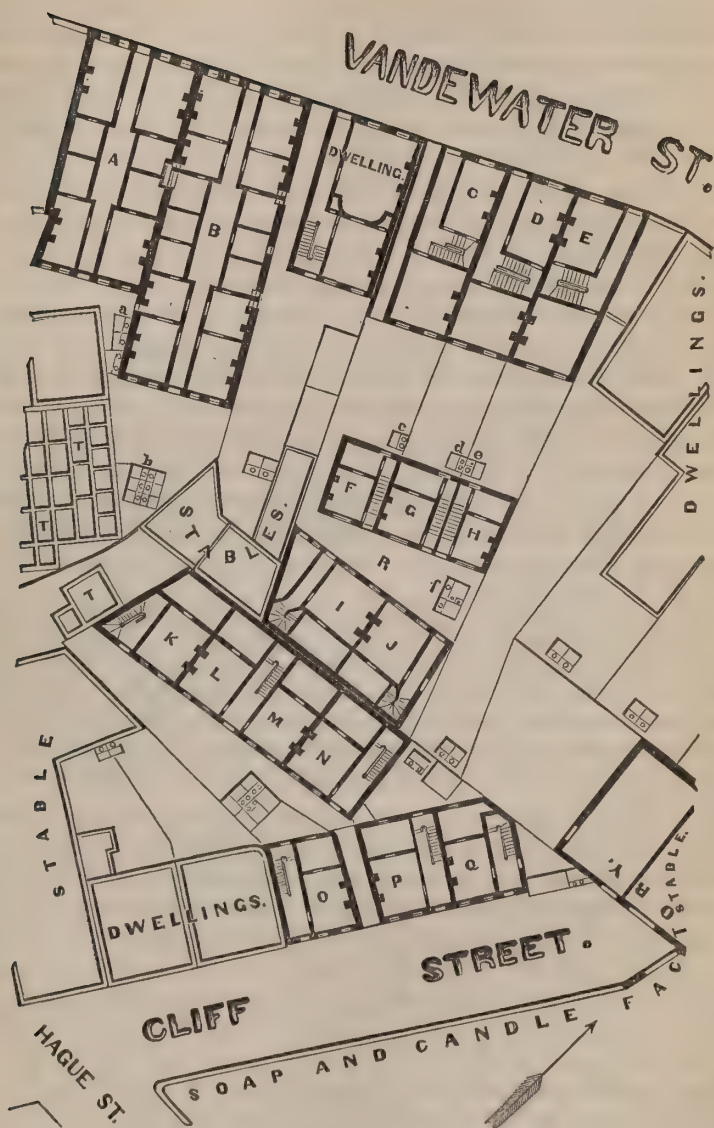 VANDEWATER ST.
A
B
DWELLING.
C
D
E
DWELLINGS.
a
b
c
d e
T
T
T
STABLES.
F
G
H
R
f
I
J
K
L
M
N
STABLE
DWELLINGS.
O
P
Q
STABLE.
CLIFF STREET.
HAGUE ST.
SOAP AND CANDLE FACTORY.